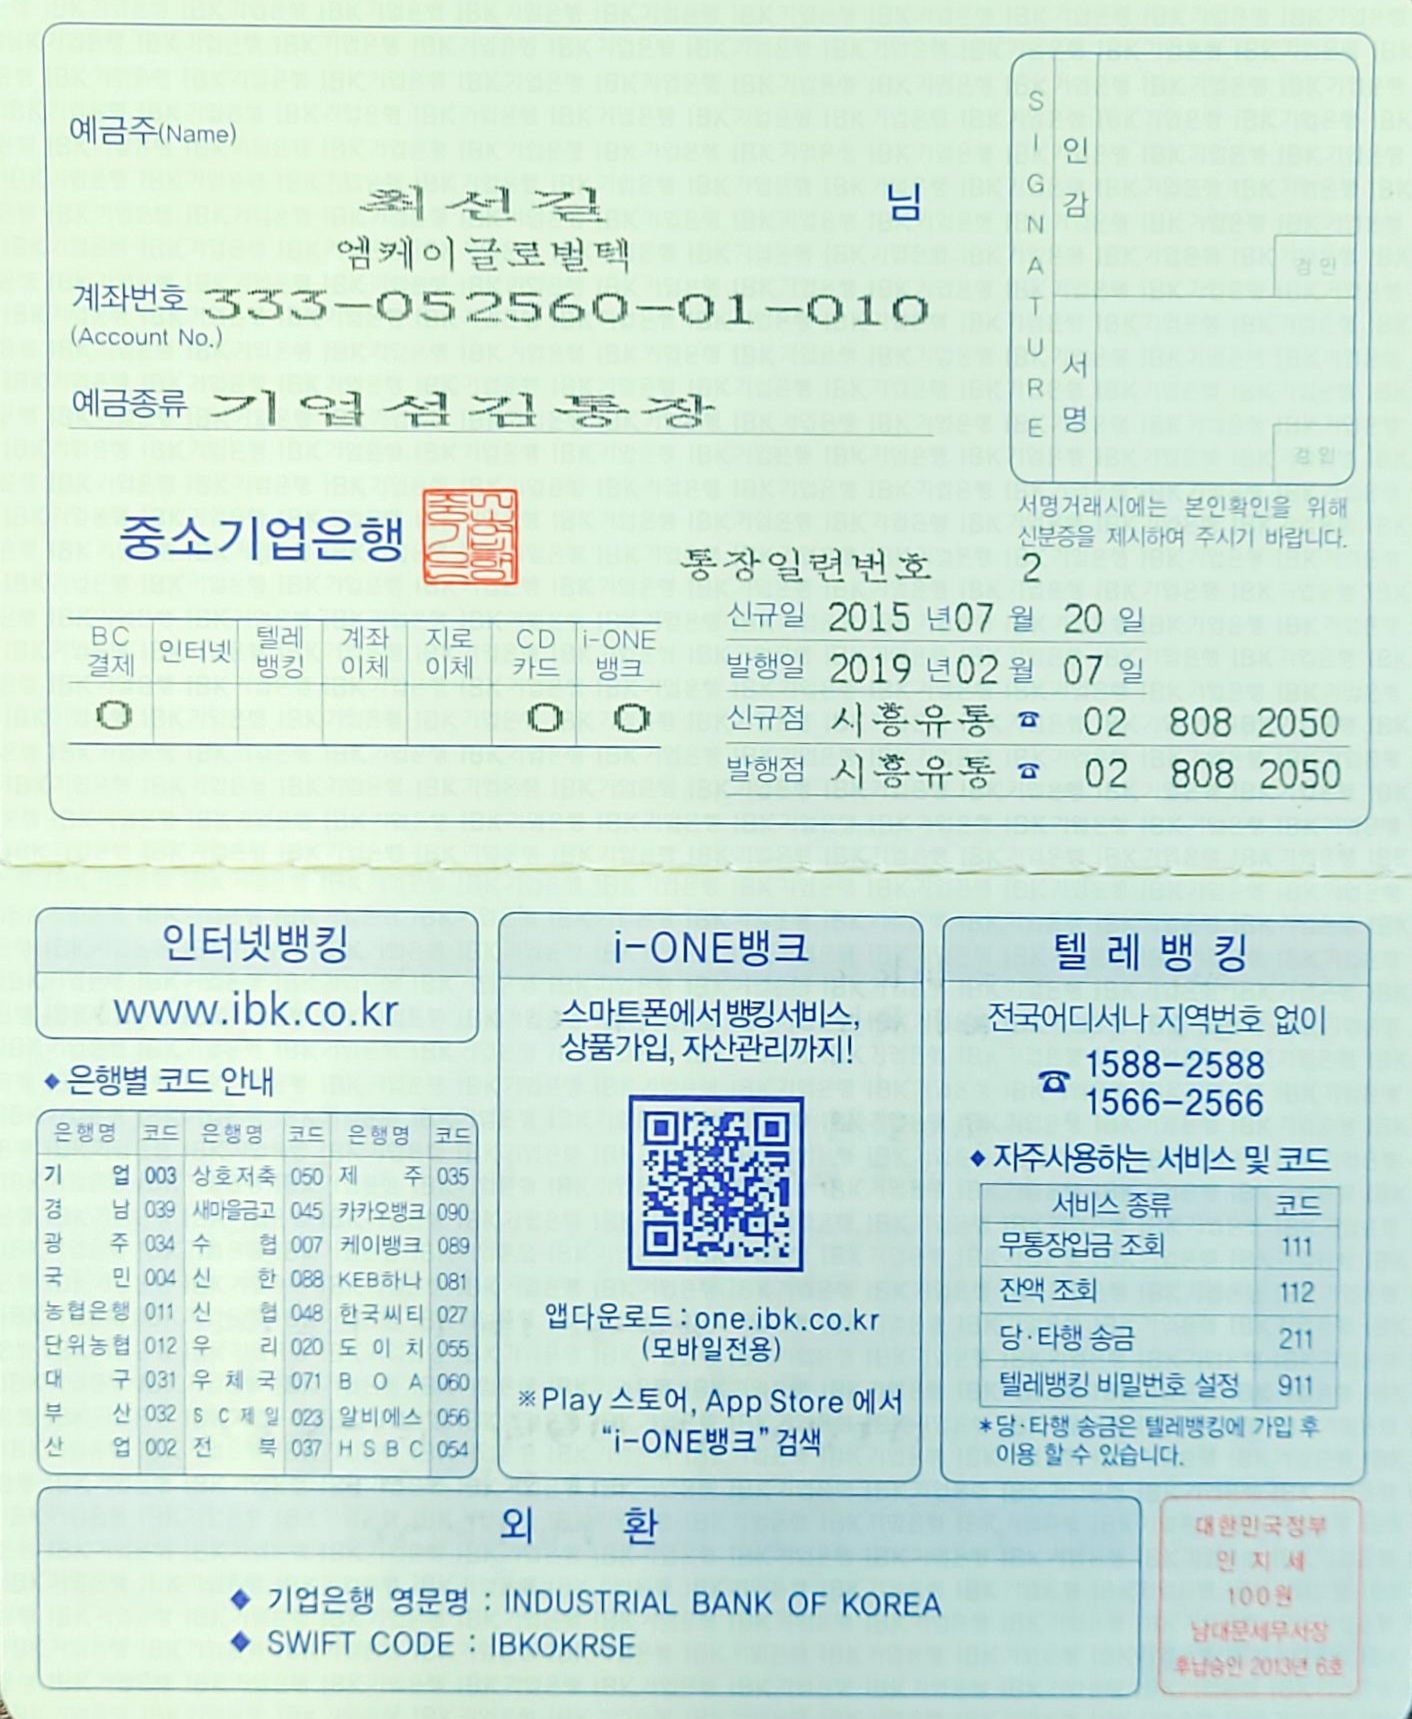 예금주(Name)
최선길 님
엠케이글로벌텍
계좌번호 333-052560-01-010
(Account No.)
예금종류 기업섬김통장
SIGNATURE
인감
검인
서명
검인
서명거래시에는 본인확인을 위해
신분증을 제시하여 주시기 바랍니다.
중소기업은행
통장일련번호 2
신규일 2015 년 07 월 20 일
발행일 2019 년 02 월 07 일
신규점 시흥유통 ☎ 02 808 2050
발행점 시흥유통 ☎ 02 808 2050
BC결제 인터넷 텔레뱅킹 계좌이체 지로이체 CD카드 i-ONE뱅크
O O O
인터넷뱅킹
www.ibk.co.kr
◆ 은행별 코드 안내
은행명 코드 은행명 코드 은행명 코드
기 업 003 상호저축 050 제 주 035
경 남 039 새마을금고 045 카카오뱅크 090
광 주 034 수 협 007 케이뱅크 089
국 민 004 신 한 088 KEB하나 081
농협은행 011 신 협 048 한국씨티 027
단위농협 012 우 리 020 도 이 치 055
대 구 031 우 체 국 071 B O A 060
부 산 032 S C 제 일 023 알비에스 056
산 업 002 전 북 037 H S B C 054
i-ONE뱅크
스마트폰에서 뱅킹서비스,
상품가입, 자산관리까지!
앱다운로드 : one.ibk.co.kr
(모바일전용)
※Play 스토어, App Store 에서
“i-ONE뱅크” 검색
텔 레 뱅 킹
전국어디서나 지역번호 없이
☎ 1588-2588
1566-2566
◆ 자주사용하는 서비스 및 코드
서비스 종류 코드
무통장입금 조회 111
잔액 조회 112
당·타행 송금 211
텔레뱅킹 비밀번호 설정 911
*당·타행 송금은 텔레뱅킹에 가입 후
이용 할 수 있습니다.
외 환
◆ 기업은행 영문명 : INDUSTRIAL BANK OF KOREA
◆ SWIFT CODE : IBKOKRSE
대한민국정부
인 지 세
100원
남대문세무서장
후납승인 2013년 6호